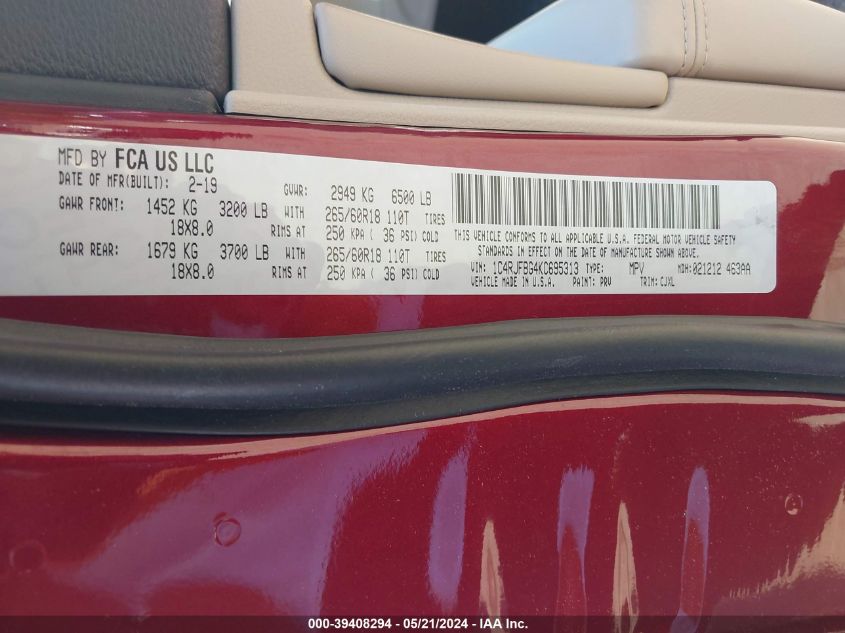 MFD BY FCA US LLC
DATE OF MFR(BUILT): 2-19 GVWR: 2949 KG 6500 LB
GAWR FRONT: 1452 KG 3200 LB WITH 265/60R18 110T TIRES
18X8.0 RIMS AT 250 KPA ( 36 PSI) COLD
GAWR REAR: 1679 KG 3700 LB WITH 265/60R18 110T TIRES
18X8.0 RIMS AT 250 KPA ( 36 PSI) COLD
THIS VEHICLE CONFORMS TO ALL APPLICABLE U.S.A. FEDERAL MOTOR VEHICLE SAFETY
STANDARDS IN EFFECT ON THE DATE OF MANUFACTURE SHOWN ABOVE.
VIN: 1C4RJFBG4KC695313 TYPE: MPV MDH:021212 463AA
VEHICLE MADE IN U.S.A. PAINT: PRV TRIM: CJXL
000-39408294 - 05/21/2024 - IAA Inc.